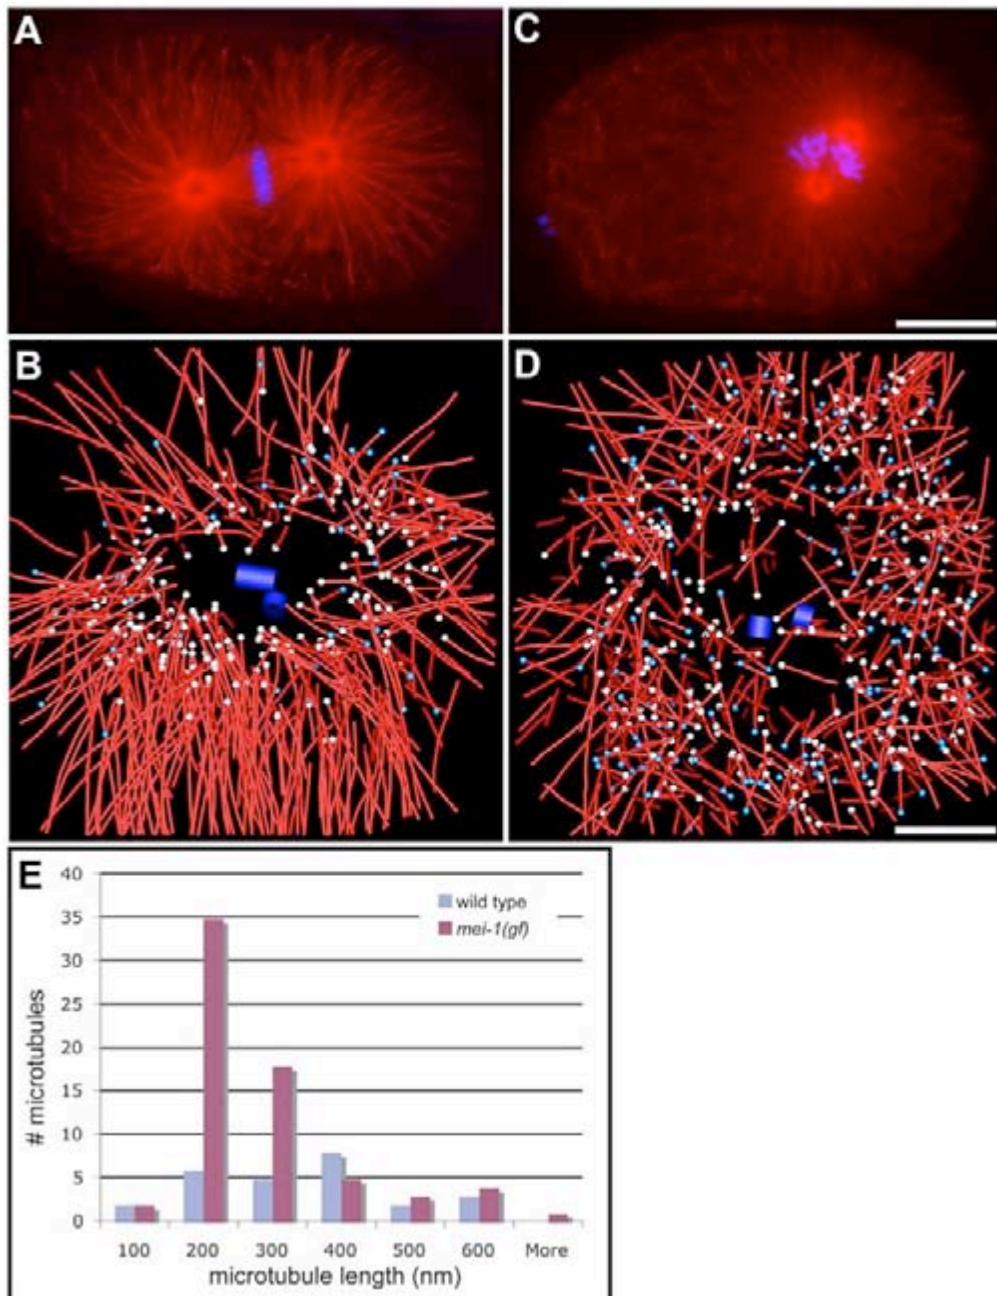 A
C
B
D
E
40
35
30
25
20
15
10
5
0
# microtubules
wild type
mei-1(gf)
100 200 300 400 500 600 More
microtubule length (nm)